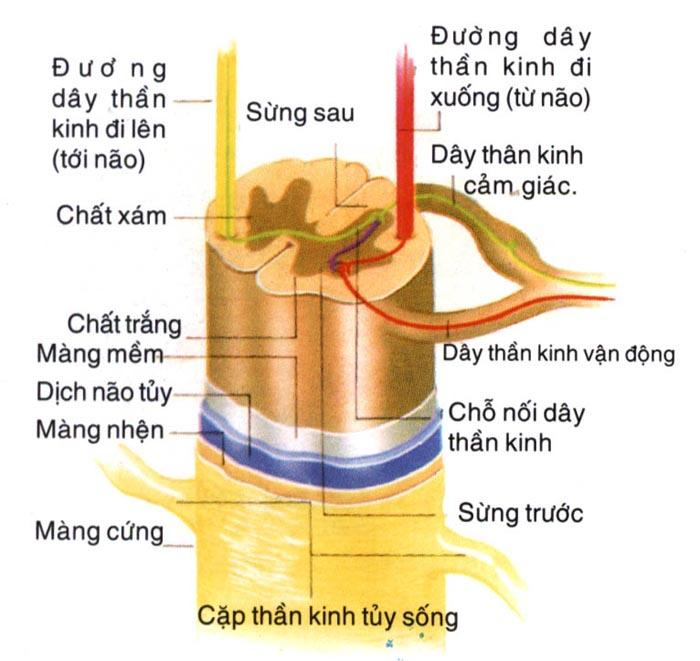 Đương
dây thần
kinh đi lên
(tới não)
Sừng sau
Đường dây
thần kinh đi
xuống (từ não)
Dây thân kinh
cảm giác.
Chất xám
Chất trắng
Màng mềm
Dịch não tủy
Màng nhện
Màng cứng
Dây thần kinh vận động
Chỗ nối dây
thần kinh
Sừng trước
Cặp thần kinh tủy sống